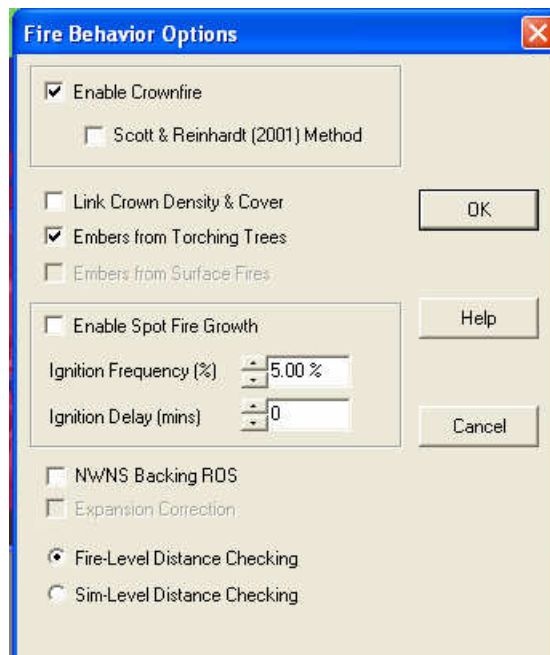 Fire Behavior Options
Enable Crownfire
Scott & Reinhardt (2001) Method
Link Crown Density & Cover
OK
Embers from Torching Trees
Embers from Surface Fires
Enable Spot Fire Growth
Help
Ignition Frequency (%) 5.00 %
Ignition Delay (mins) 0
Cancel
NWNS Backing ROS
Expansion Correction
Fire-Level Distance Checking
Sim-Level Distance Checking